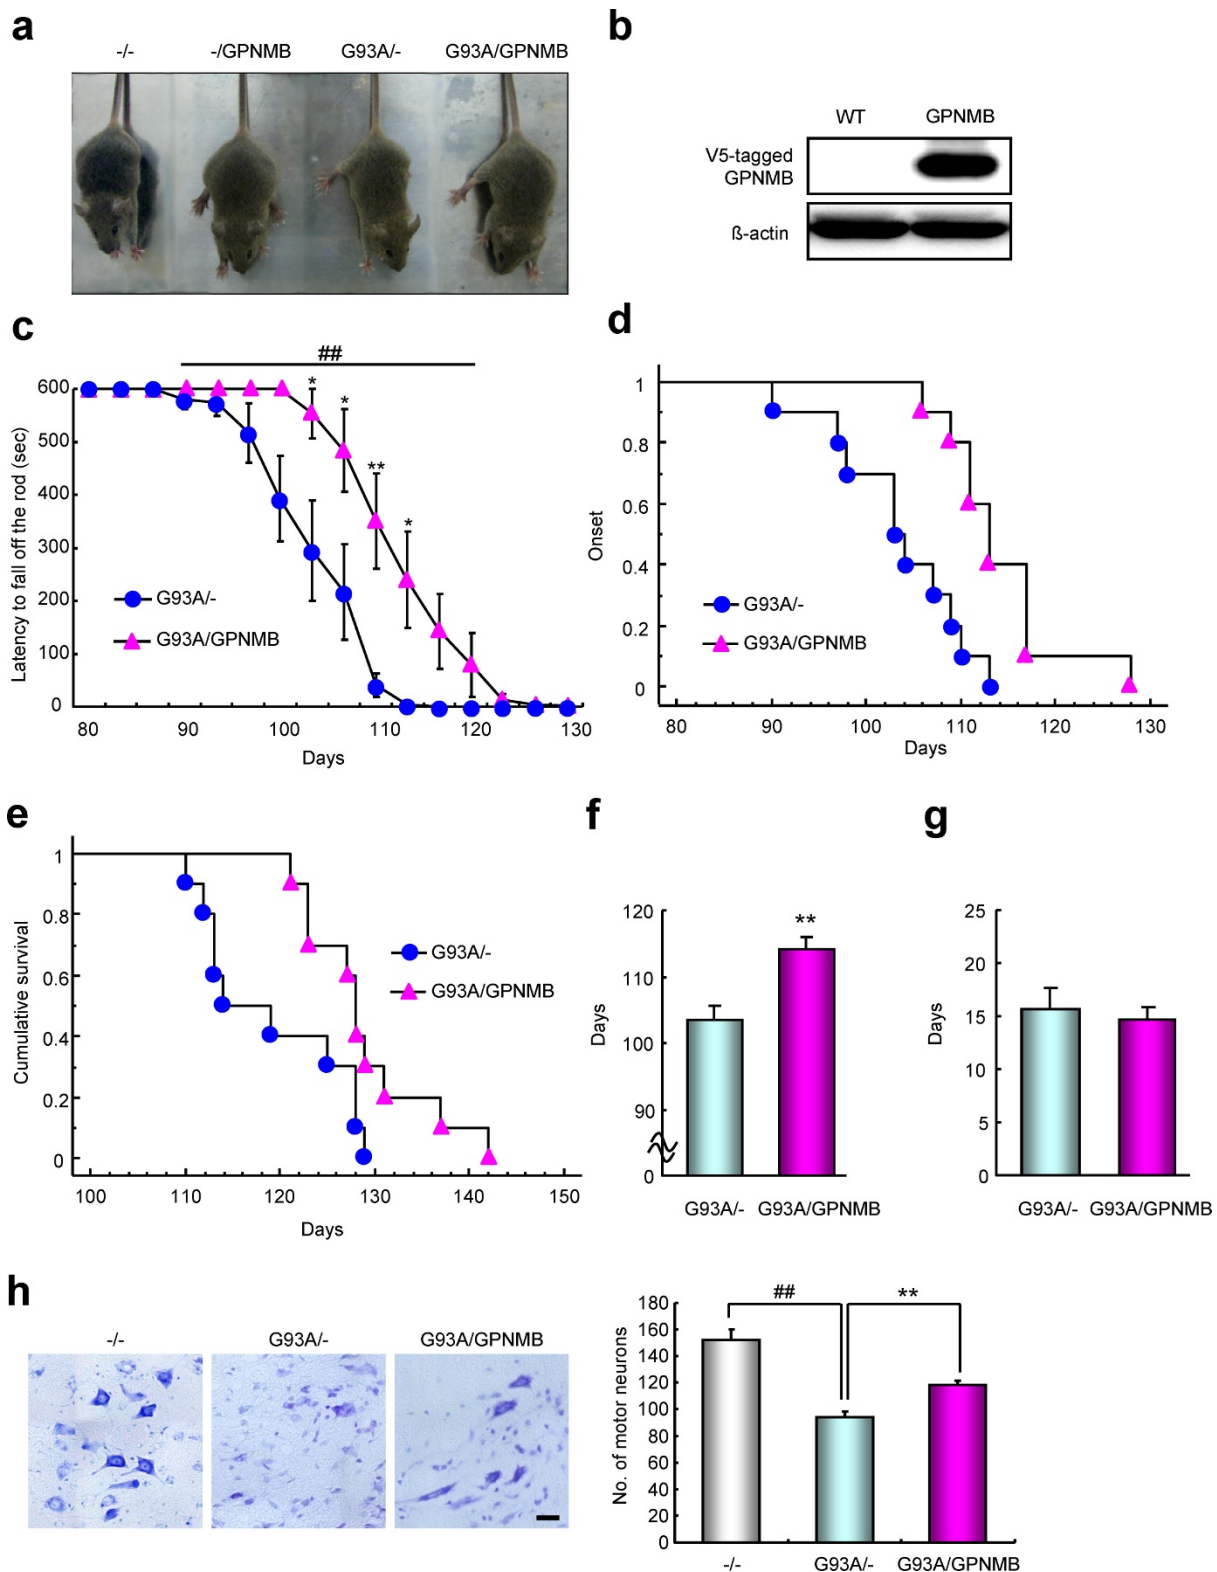 a
-/-
-/GPNMB
G93A/-
G93A/GPNMB
b
WT
GPNMB
V5-tagged
GPNMB
ß-actin
c
##
*
*
**
*
600
500
400
300
200
100
0
Latency to fall off the rod (sec)
G93A/-
G93A/GPNMB
80
90
100
110
120
130
Days
d
1
0.8
0.6
0.4
0.2
0
Onset
G93A/-
G93A/GPNMB
80
90
100
110
120
130
Days
e
1
0.8
0.6
0.4
0.2
0
Cumulative survival
G93A/-
G93A/GPNMB
100
110
120
130
140
150
Days
f
120
110
100
90
0
Days
**
G93A/-
G93A/GPNMB
g
25
20
15
10
5
0
Days
G93A/-
G93A/GPNMB
h
-/-
G93A/-
G93A/GPNMB
180
160
140
120
100
80
60
40
20
0
No. of motor neurons
##
**
-/-
G93A/-
G93A/GPNMB